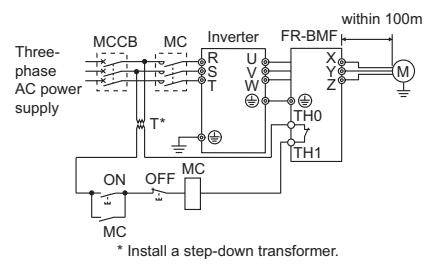 within 100m
MCCB MC Inverter FR-BMF
Three-
phase
AC power
supply
R U X
S V Y M
T W Z
T*
TH0
TH1
ON OFF MC
MC
* Install a step-down transformer.